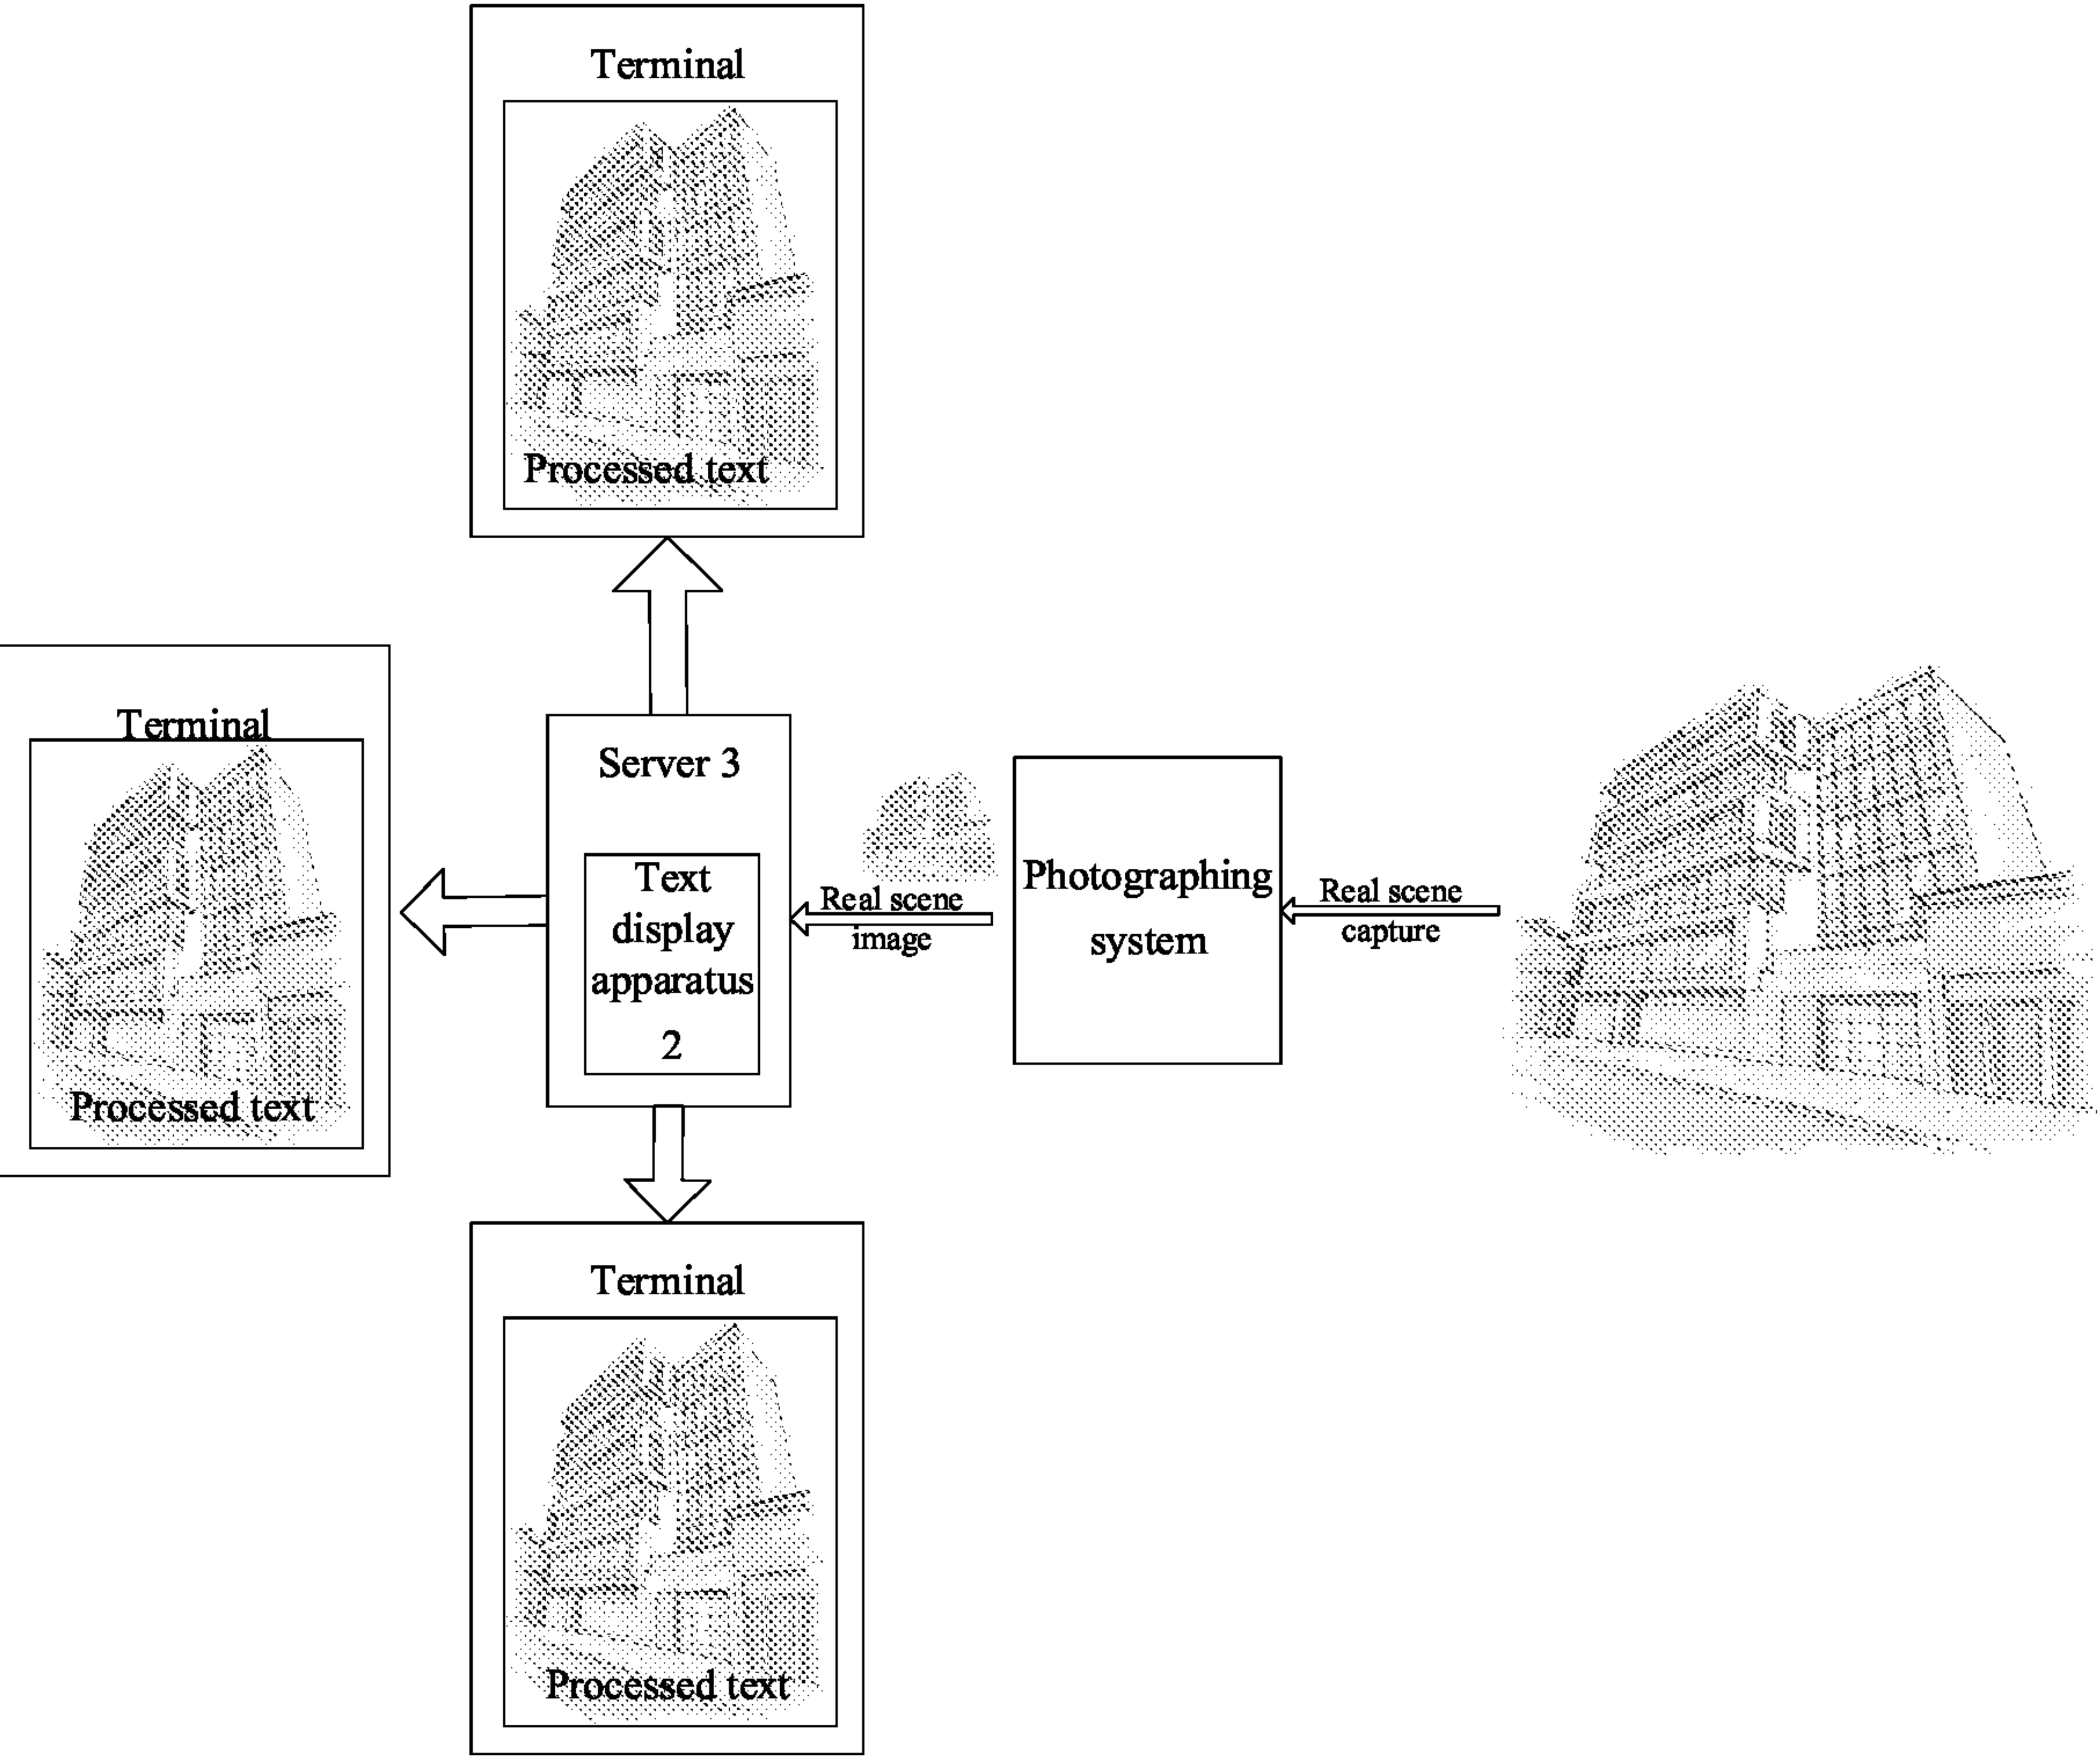 Terminal
Processed text
Terminal
Processed text
Server 3
Text
display
apparatus
2
Real scene
image
Photographing
system
Real scene
capture
Terminal
Processed text